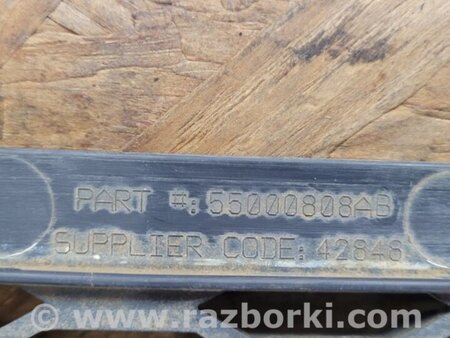 PART #: 55000808AB
SUPPLIER CODE: 42846
www.razborki.com